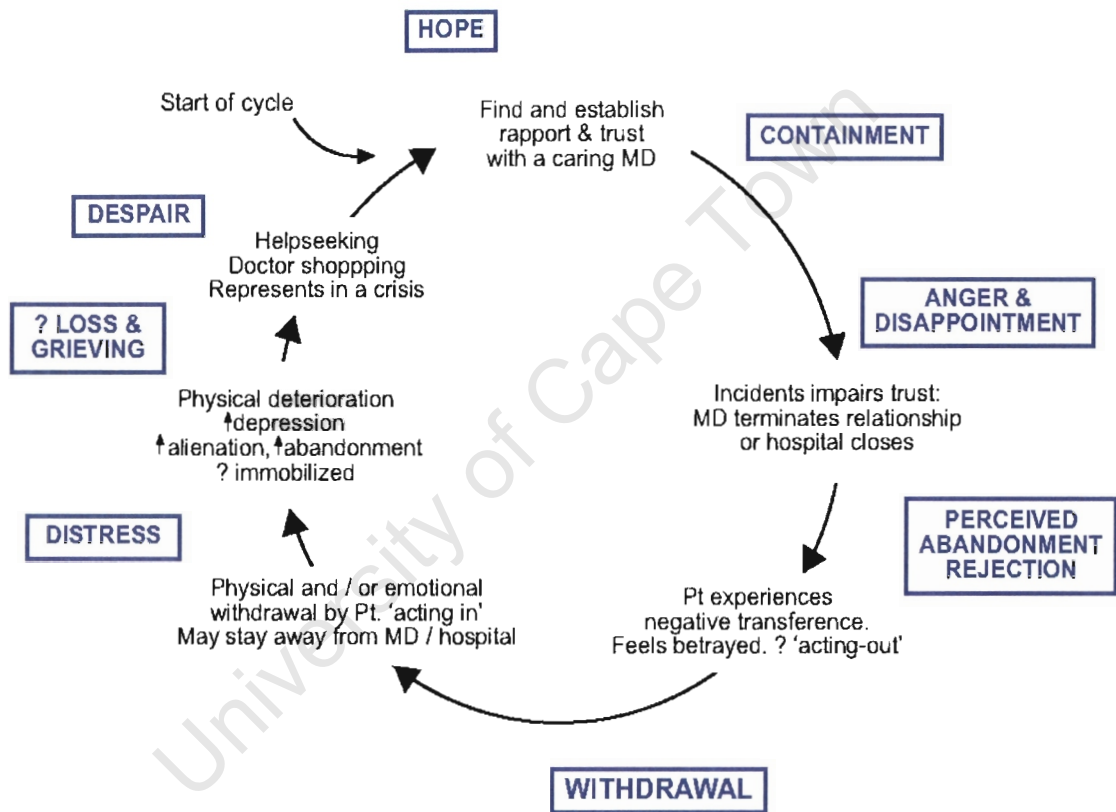 HOPE
Start of cycle
Find and establish
rapport & trust
with a caring MD
CONTAINMENT
ANGER &
DISAPPOINTMENT
Incidents impairs trust:
MD terminates relationship
or hospital closes
PERCEIVED
ABANDONMENT
REJECTION
Pt experiences
negative transference.
Feels betrayed. ? 'acting-out'
WITHDRAWAL
Physical and / or emotional
withdrawal by Pt. 'acting in'
May stay away from MD / hospital
DISTRESS
Physical deterioration
↑depression
↑alienation, ↑abandonment
? immobilized
? LOSS &
GRIEVING
Helpseeking
Doctor shoppping
Represents in a crisis
DESPAIR
University of Cape Town